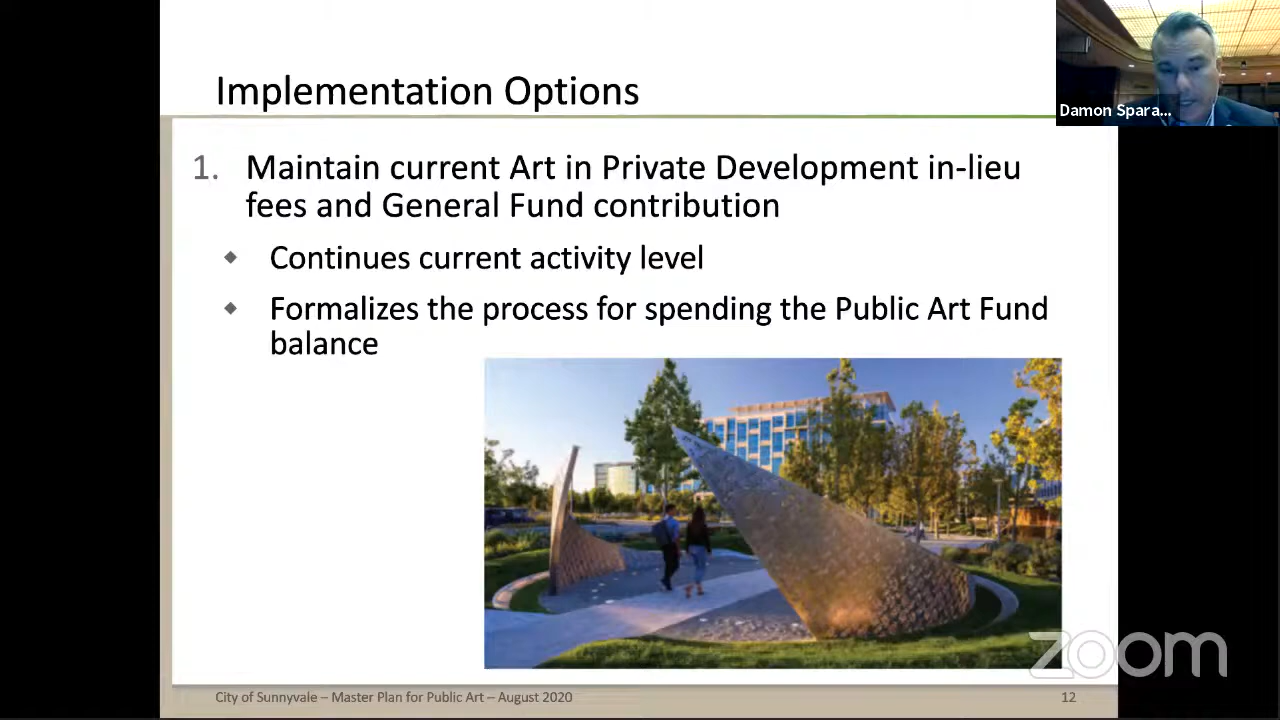 Implementation Options
Damon Spara...
1. Maintain current Art in Private Development in-lieu
fees and General Fund contribution
◆ Continues current activity level
◆ Formalizes the process for spending the Public Art Fund
balance
zoom
City of Sunnyvale – Master Plan for Public Art – August 2020
12